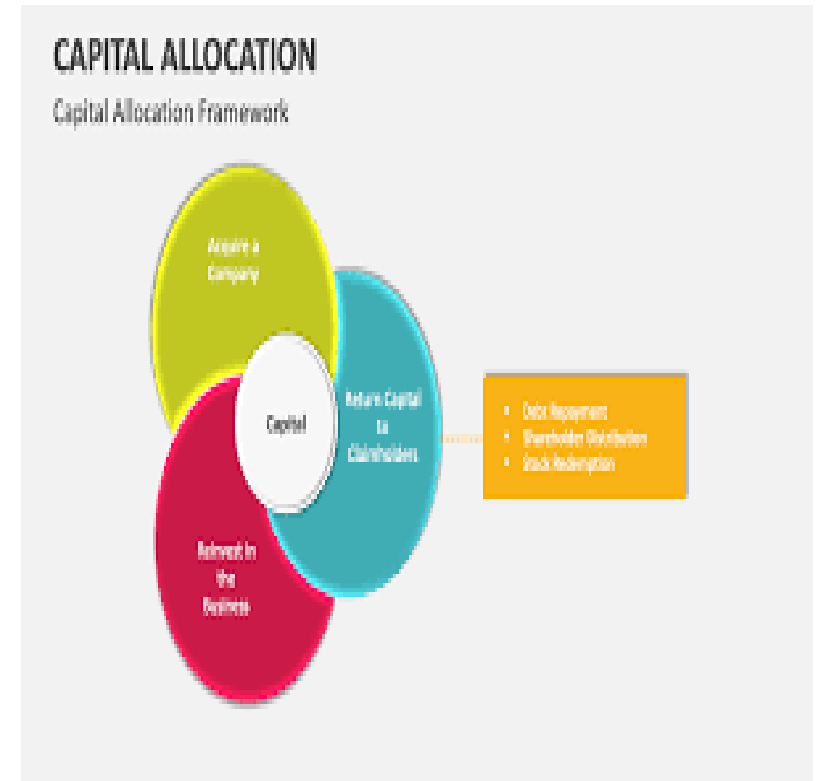 CAPITAL ALLOCATION
Capital Allocation Framework
Acquire a
Company
Capital
Return Capital
to
Claimholders
Reinvest In
the
Business
• Debt Repayment
• Shareholder Distribution
• Stock Redemption